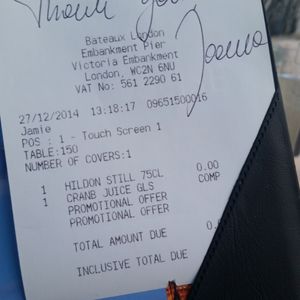 Thank You
Bateaux London
Embankment Pier
Victoria Embankment
London, WC2N 6NU
VAT No: 561 2290 61
Joanna
27/12/2014 13:18:17 09651500016
Jamie
POS : 1 - Touch Screen 1
TABLE:150
NUMBER OF COVERS:1
1 HILDON STILL 75CL 0.00
1 CRANB JUICE GLS COMP
PROMOTIONAL OFFER
PROMOTIONAL OFFER
TOTAL AMOUNT DUE 0.
INCLUSIVE TOTAL DUE